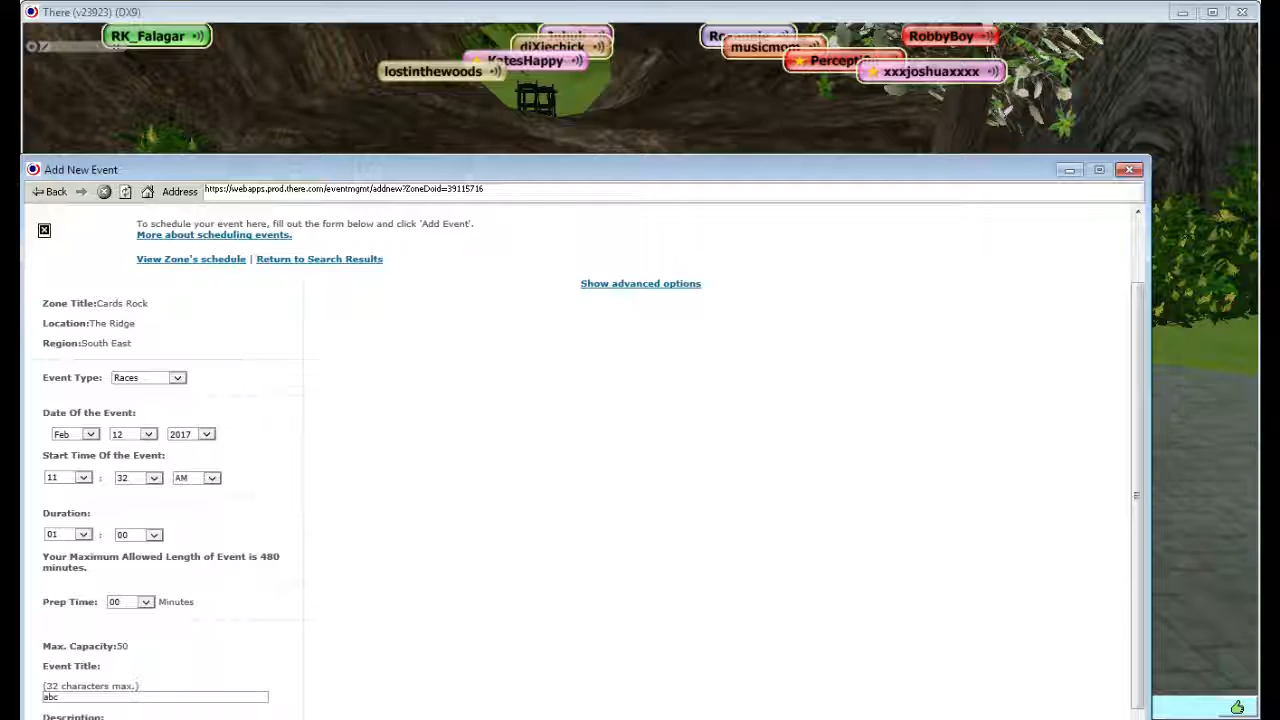 There (v23923) (DX9)
RK_Falagar
diXiechick
KatesHappy
lostinthewoods
musicmom
RobbyBoy
xxxjoshuaxxxx
Add New Event
Back
Address
https://webapps.prod.there.com/eventmgmt/addnew?ZoneDoid=39115716
To schedule your event here, fill out the form below and click 'Add Event'.
More about scheduling events.
View Zone's schedule | Return to Search Results
Show advanced options
Zone Title:Cards Rock
Location:The Ridge
Region:South East
Event Type: Races
Date Of the Event:
Feb 12 2017
Start Time Of the Event:
11 : 32 AM
Duration:
01 : 00
Your Maximum Allowed Length of Event is 480
minutes.
Prep Time: 00 Minutes
Max. Capacity:50
Event Title:
(32 characters max.)
abc
Description: